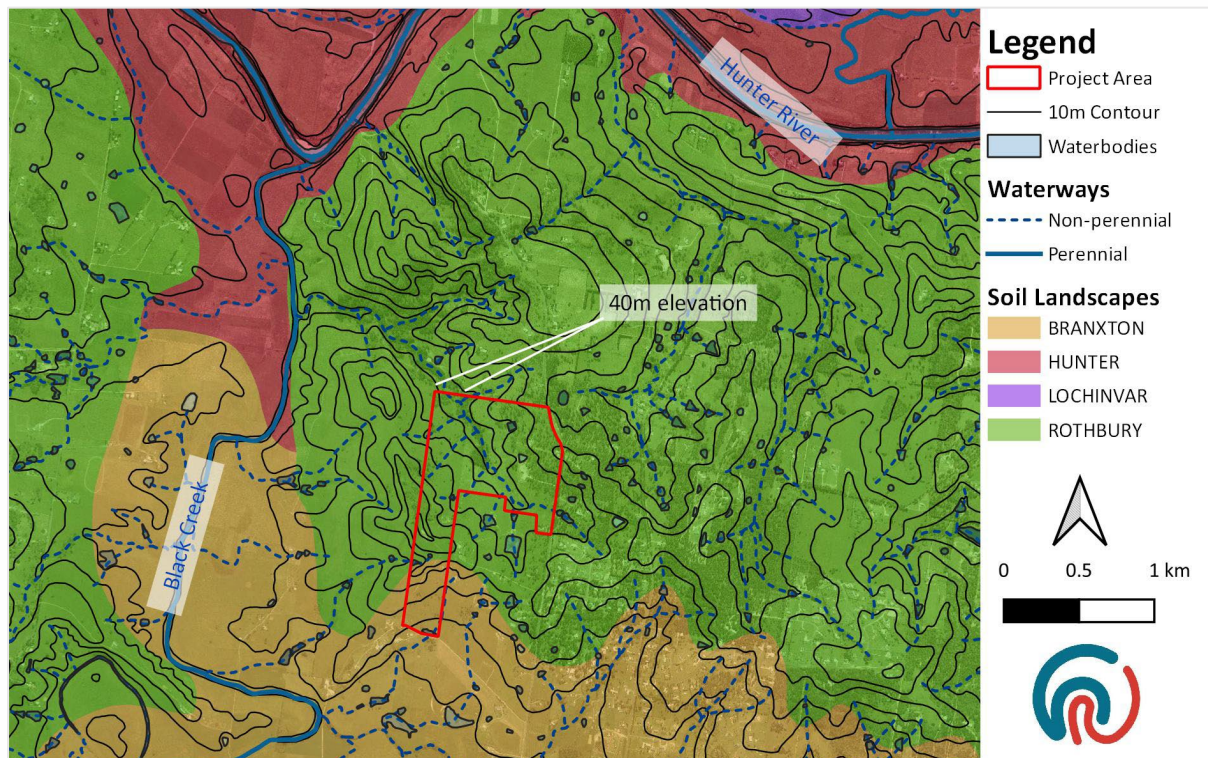 Hunter River
40m elevation
Black Creek
Legend
Project Area
10m Contour
Waterbodies
Waterways
Non-perennial
Perennial
Soil Landscapes
BRANXTON
HUNTER
LOCHINVAR
ROTHBURY
0 0.5 1 km